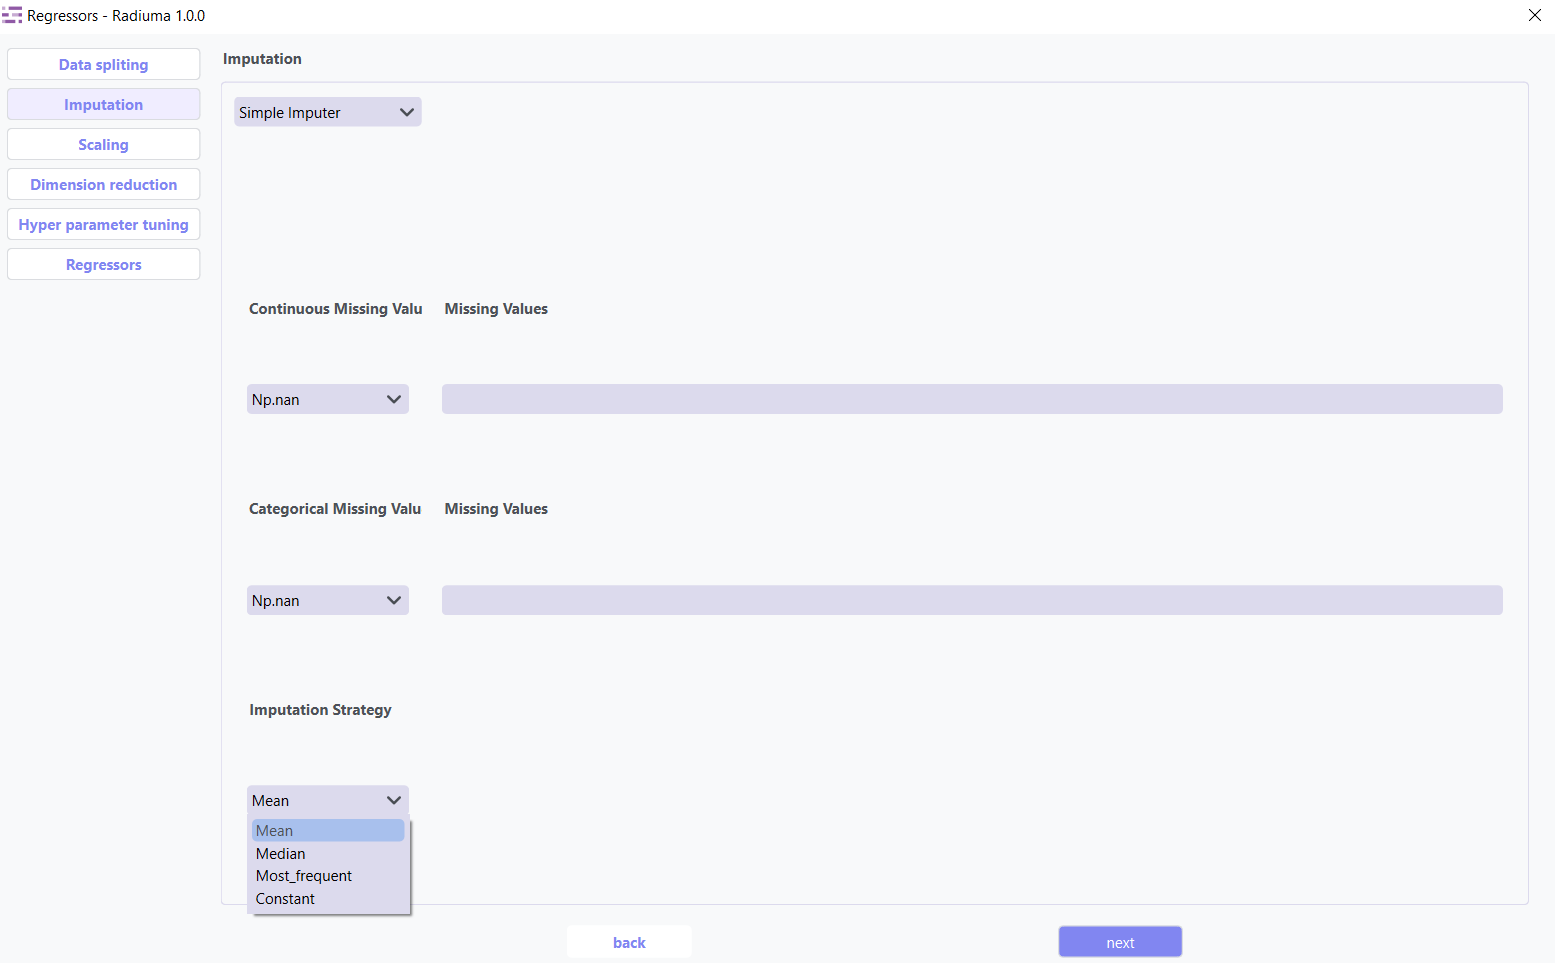 Regressors - Radiuma 1.0.0
Data spliting
Imputation
Scaling
Dimension reduction
Hyper parameter tuning
Regressors
Imputation
Simple Imputer
Continuous Missing Valu Missing Values
Np.nan
Categorical Missing Valu Missing Values
Np.nan
Imputation Strategy
Mean
Mean
Median
Most_frequent
Constant
back next